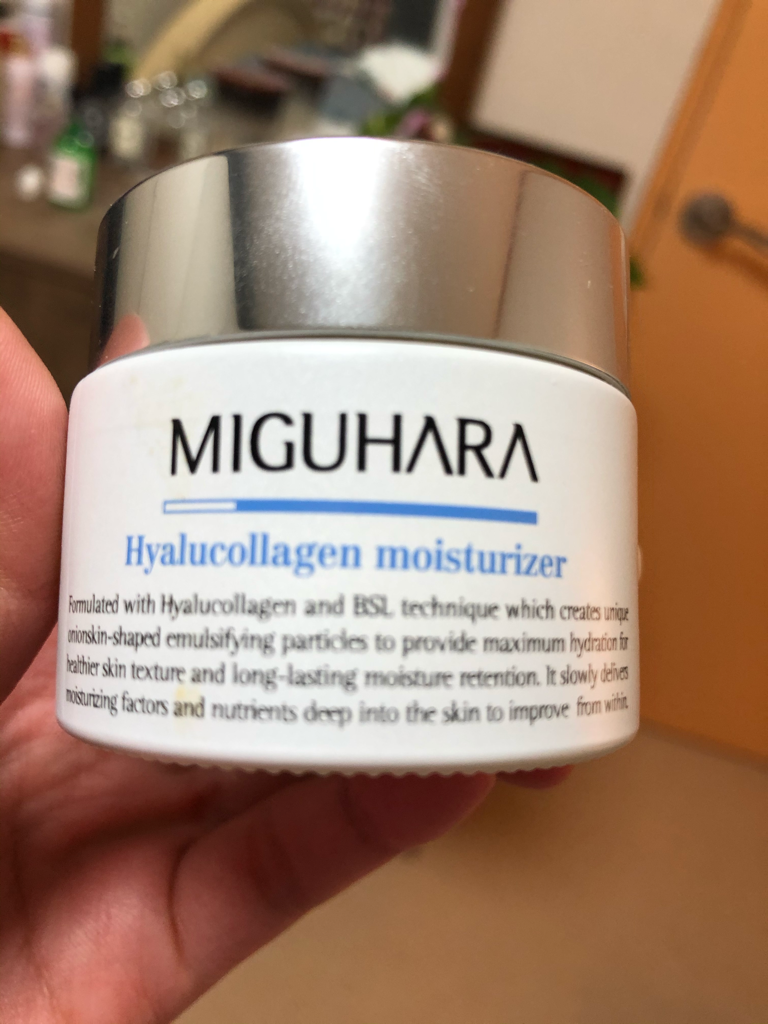 MIGUHARA
Hyalucollagen moisturizer
Formulated with Hyalucollagen and BSL technique which creates unique
onionskin-shaped emulsifying particles to provide maximum hydration for
healthier skin texture and long-lasting moisture retention. It slowly delivers
moisturizing factors and nutrients deep into the skin to improve from within.